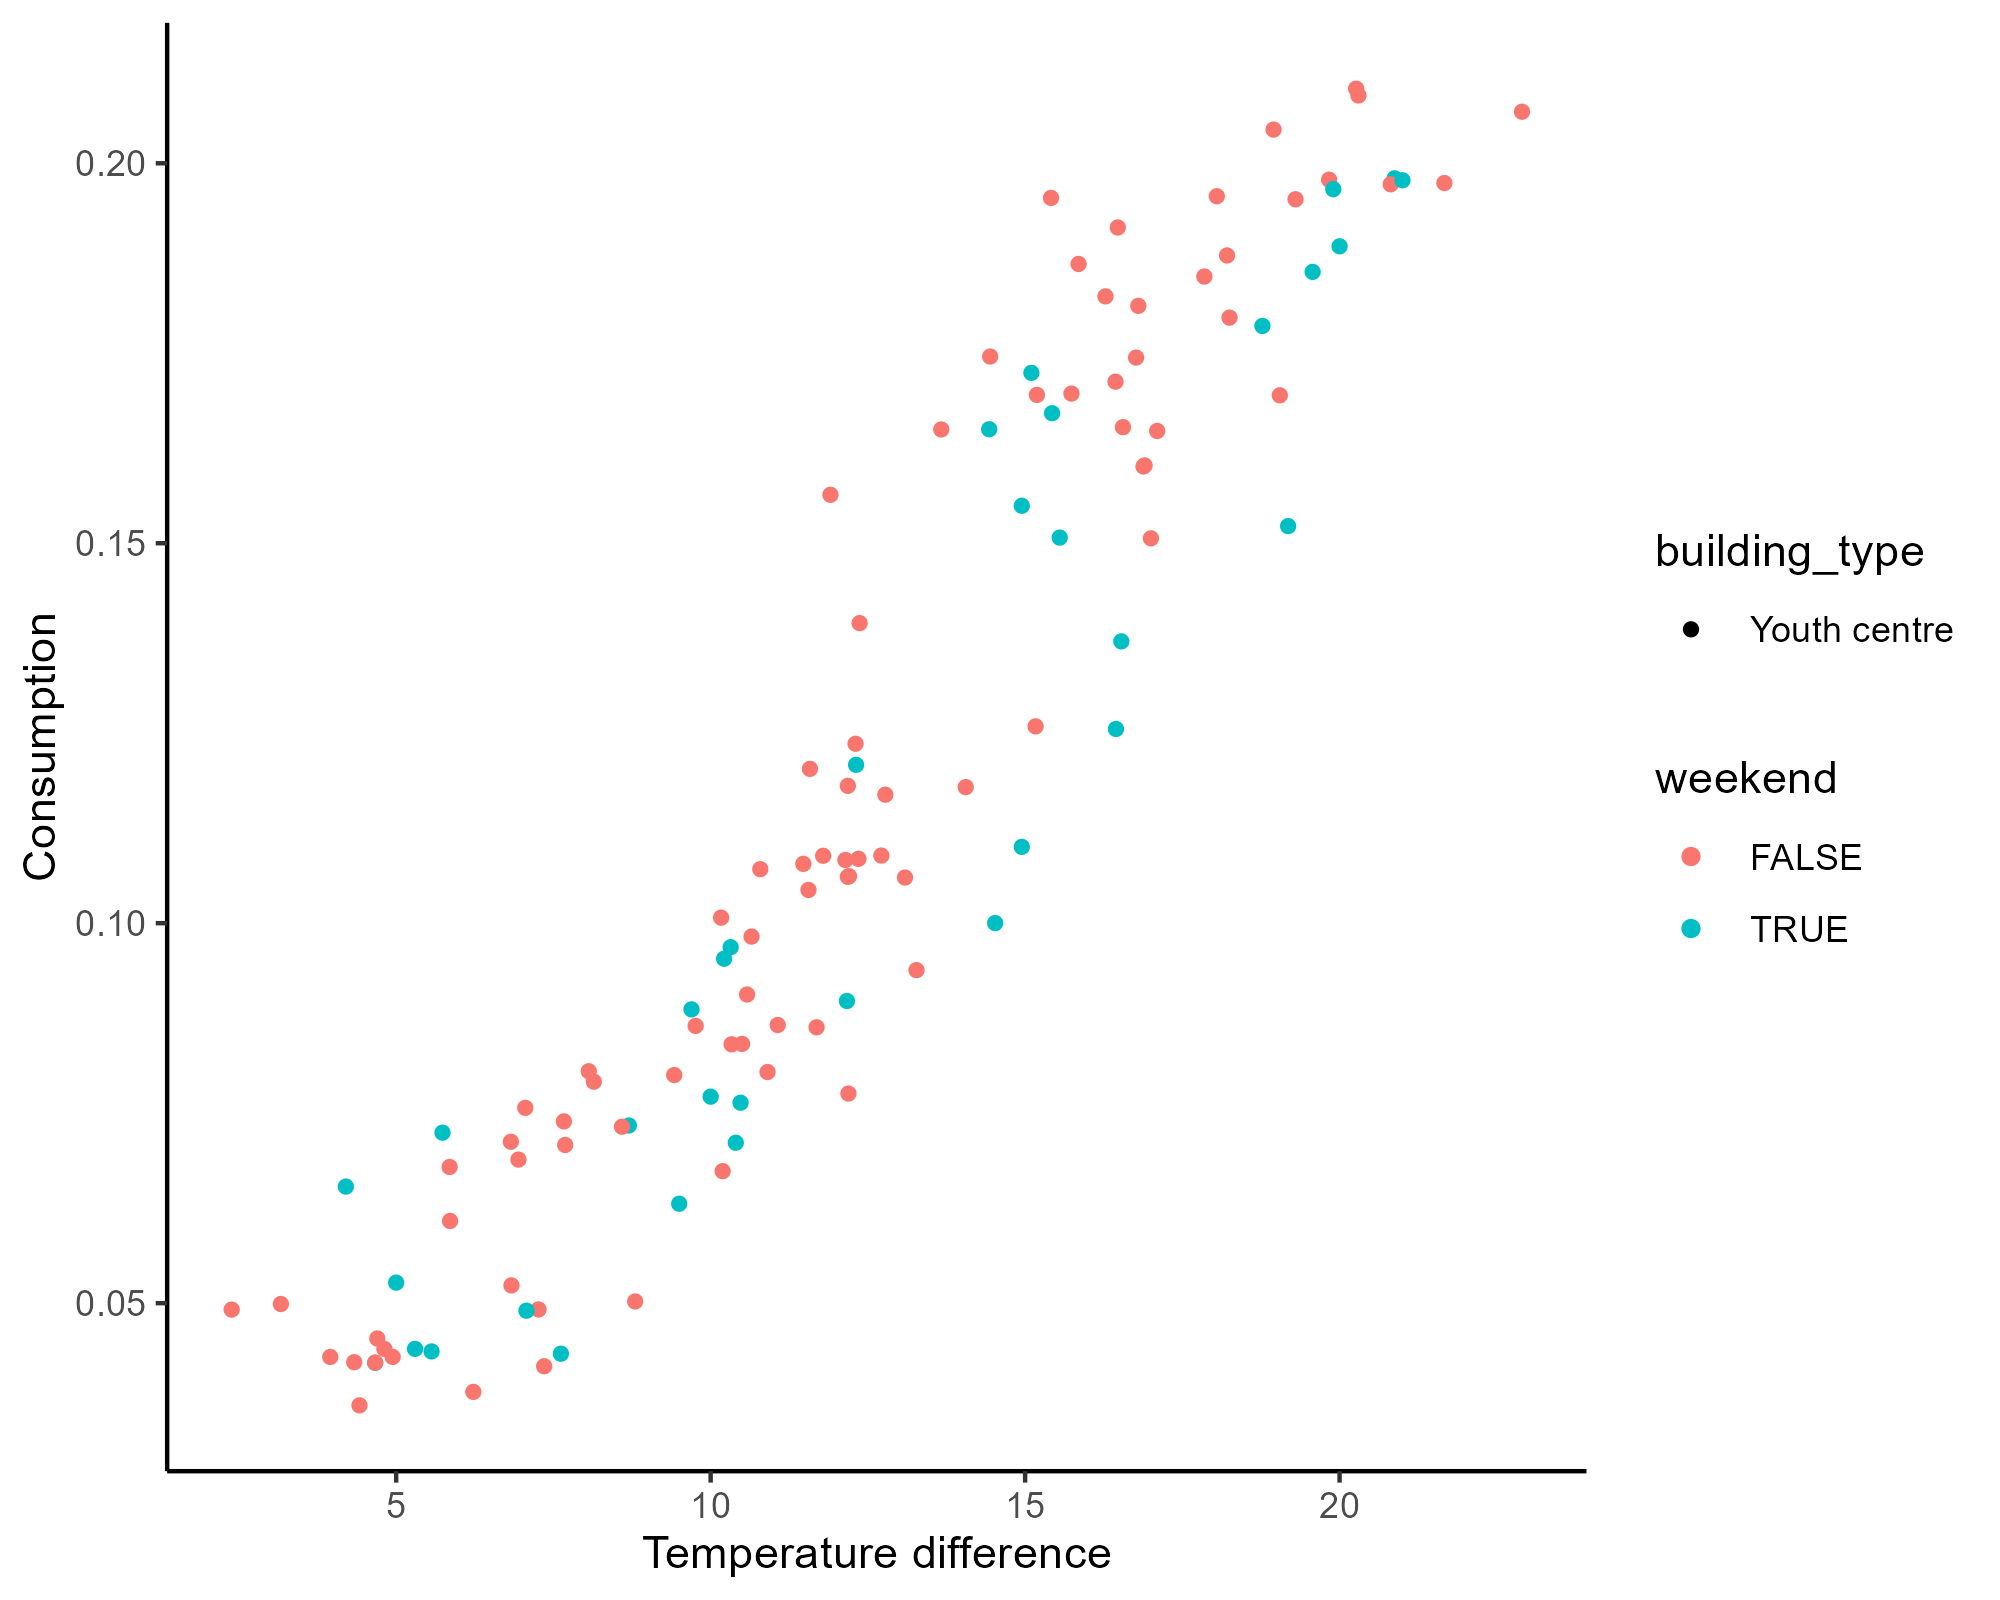 0.20
0.15
0.10
0.05
Consumption
5
10
15
20
Temperature difference
building_type
Youth centre
weekend
FALSE
TRUE